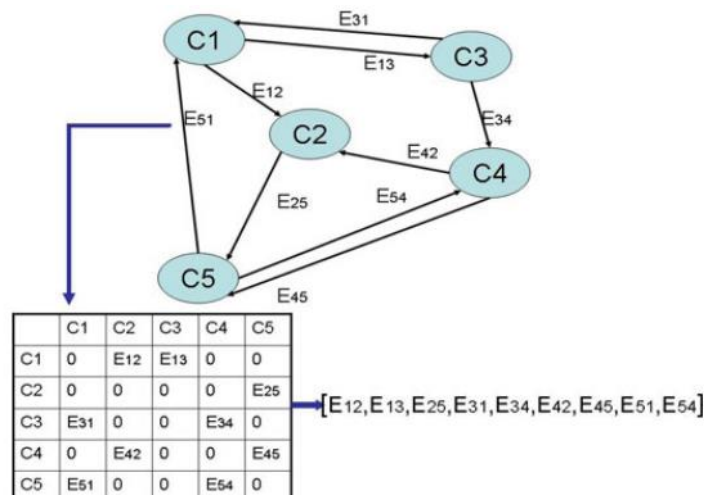 E31
C1
E13
C3
E12
E51
C2
E34
E42
C4
E25
E54
C5
E45
C1 C2 C3 C4 C5
C1 0 E12 E13 0 0
C2 0 0 0 0 E25
C3 E31 0 0 E34 0
C4 0 E42 0 0 E45
C5 E51 0 0 E54 0
[E12,E13,E25,E31,E34,E42,E45,E51,E54]